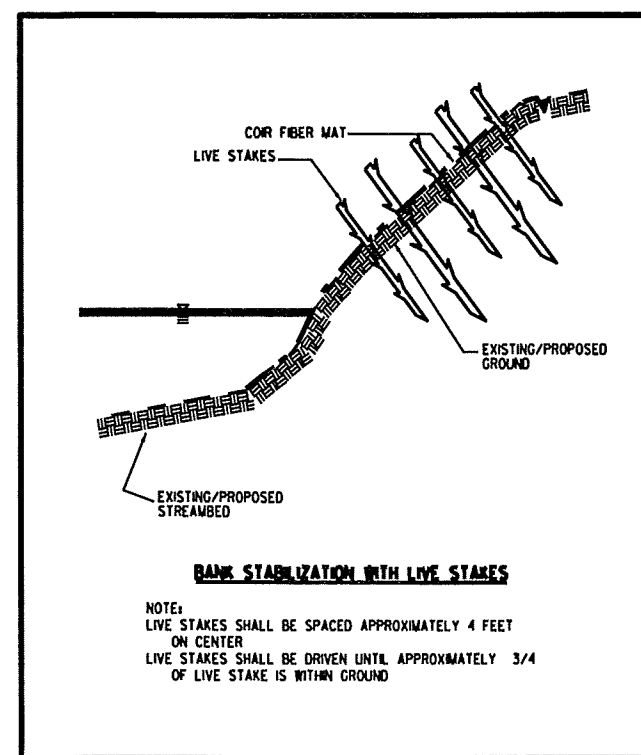 COIR FIBER MAT
LIVE STAKES
EXISTING/PROPOSED
GROUND
EXISTING/PROPOSED
STREAMBED
BANK STABILIZATION WITH LIVE STAKES
NOTE:
LIVE STAKES SHALL BE SPACED APPROXIMATELY 4 FEET
ON CENTER
LIVE STAKES SHALL BE DRIVEN UNTIL APPROXIMATELY 3/4
OF LIVE STAKE IS WITHIN GROUND